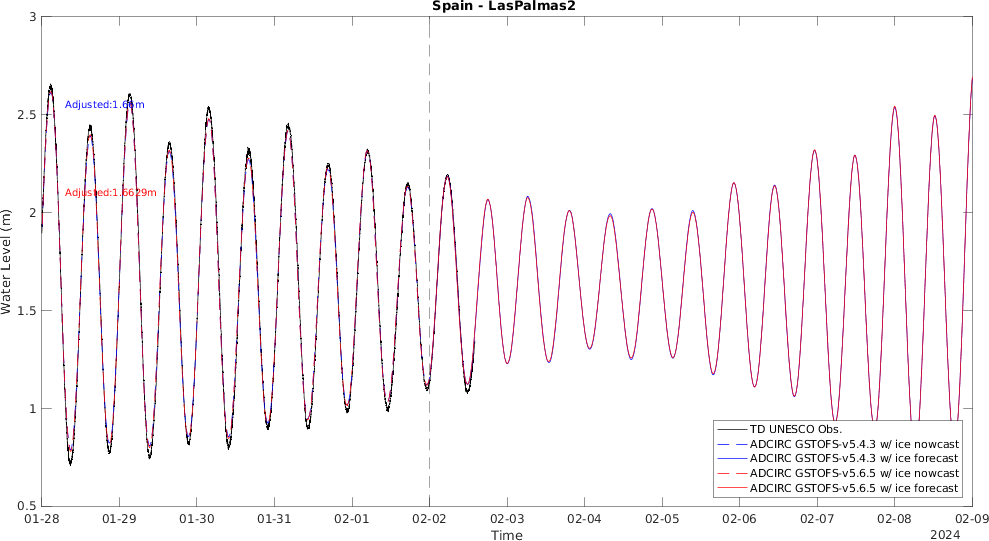 Spain - LasPalmas2
3
2.5
2
1.5
1
0.5
Water Level (m)
Adjusted:1.66m
Adjusted:1.6629m
TD UNESCO Obs.
ADCIRC GSTOFS-v5.4.3 w/ ice nowcast
ADCIRC GSTOFS-v5.4.3 w/ ice forecast
ADCIRC GSTOFS-v5.6.5 w/ ice nowcast
ADCIRC GSTOFS-v5.6.5 w/ ice forecast
01-28 01-29 01-30 01-31 02-01 02-02 02-03 02-04 02-05 02-06 02-07 02-08 02-09
Time
2024